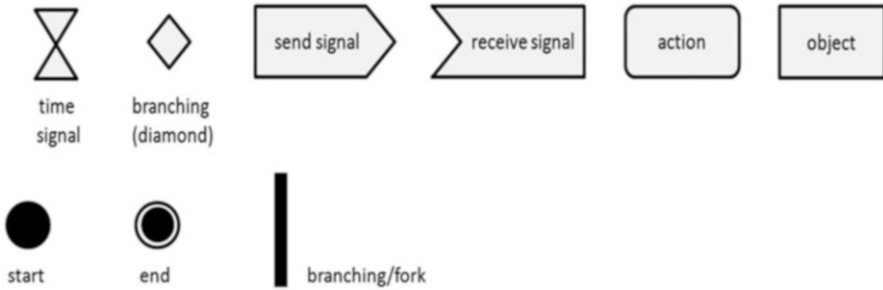 send signal
receive signal
action
object
time
signal
branching
(diamond)
start
end
branching/fork